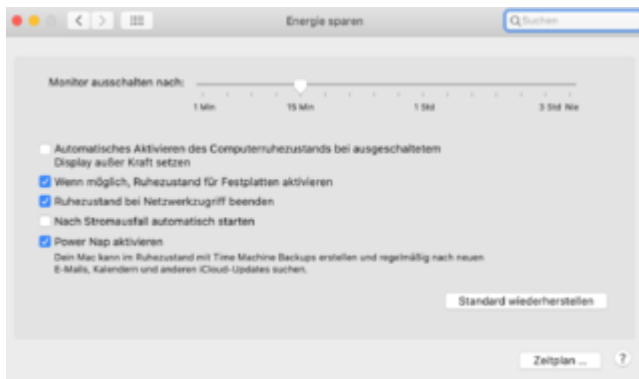 Energie sparen
Suchen
Monitor ausschalten nach:
1 Min 15 Min 1 Std 3 Std Nie
Automatisches Aktivieren des Computerruhezustands bei ausgeschaltetem
Display außer Kraft setzen
Wenn möglich, Ruhezustand für Festplatten aktivieren
Ruhezustand bei Netzwerkzugriff beenden
Nach Stromausfall automatisch starten
Power Nap aktivieren
Dein Mac kann im Ruhezustand mit Time Machine Backups erstellen und regelmäßig nach neuen
E-Mails, Kalendern und anderen iCloud-Updates suchen.
Standard wiederherstellen
Zeitplan ... ?